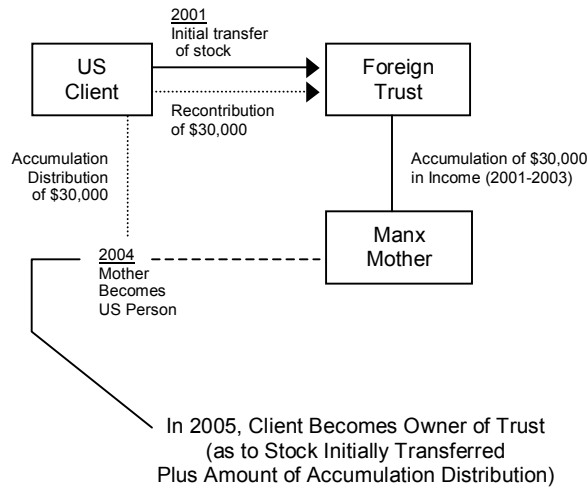 2001
Initial transfer
of stock
US
Client
Foreign
Trust
Recontribution
of $30,000
Accumulation
Distribution
of $30,000
Accumulation of $30,000
in Income (2001-2003)
Manx
Mother
2004
Mother
Becomes
US Person
In 2005, Client Becomes Owner of Trust
(as to Stock Initially Transferred
Plus Amount of Accumulation Distribution)